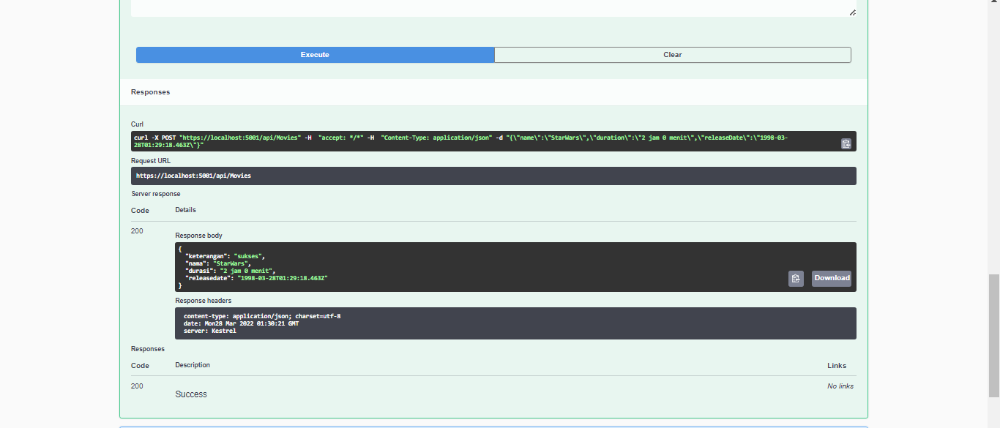 Execute
Clear
Responses
Curl
curl -X POST "https://localhost:5001/api/Movies" -H  "accept: */*" -H  "Content-Type: application/json" -d "{\"name\":\"StarWars\",\"duration\":\"2 jam 0 menit\",\"releaseDate\":\"1998-03-
28T01:29:18.463Z\"}"
Request URL
https://localhost:5001/api/Movies
Server response
Code Details
200
Response body
{
"keterangan": "sukses",
"nama": "StarWars",
"durasi": "2 jam 0 menit",
"releasedate": "1998-03-28T01:29:18.463Z"
}
Download
Response headers
content-type: application/json; charset=utf-8
date: Mon28 Mar 2022 01:30:21 GMT
server: Kestrel
Responses
Code Description Links
200
Success
No links